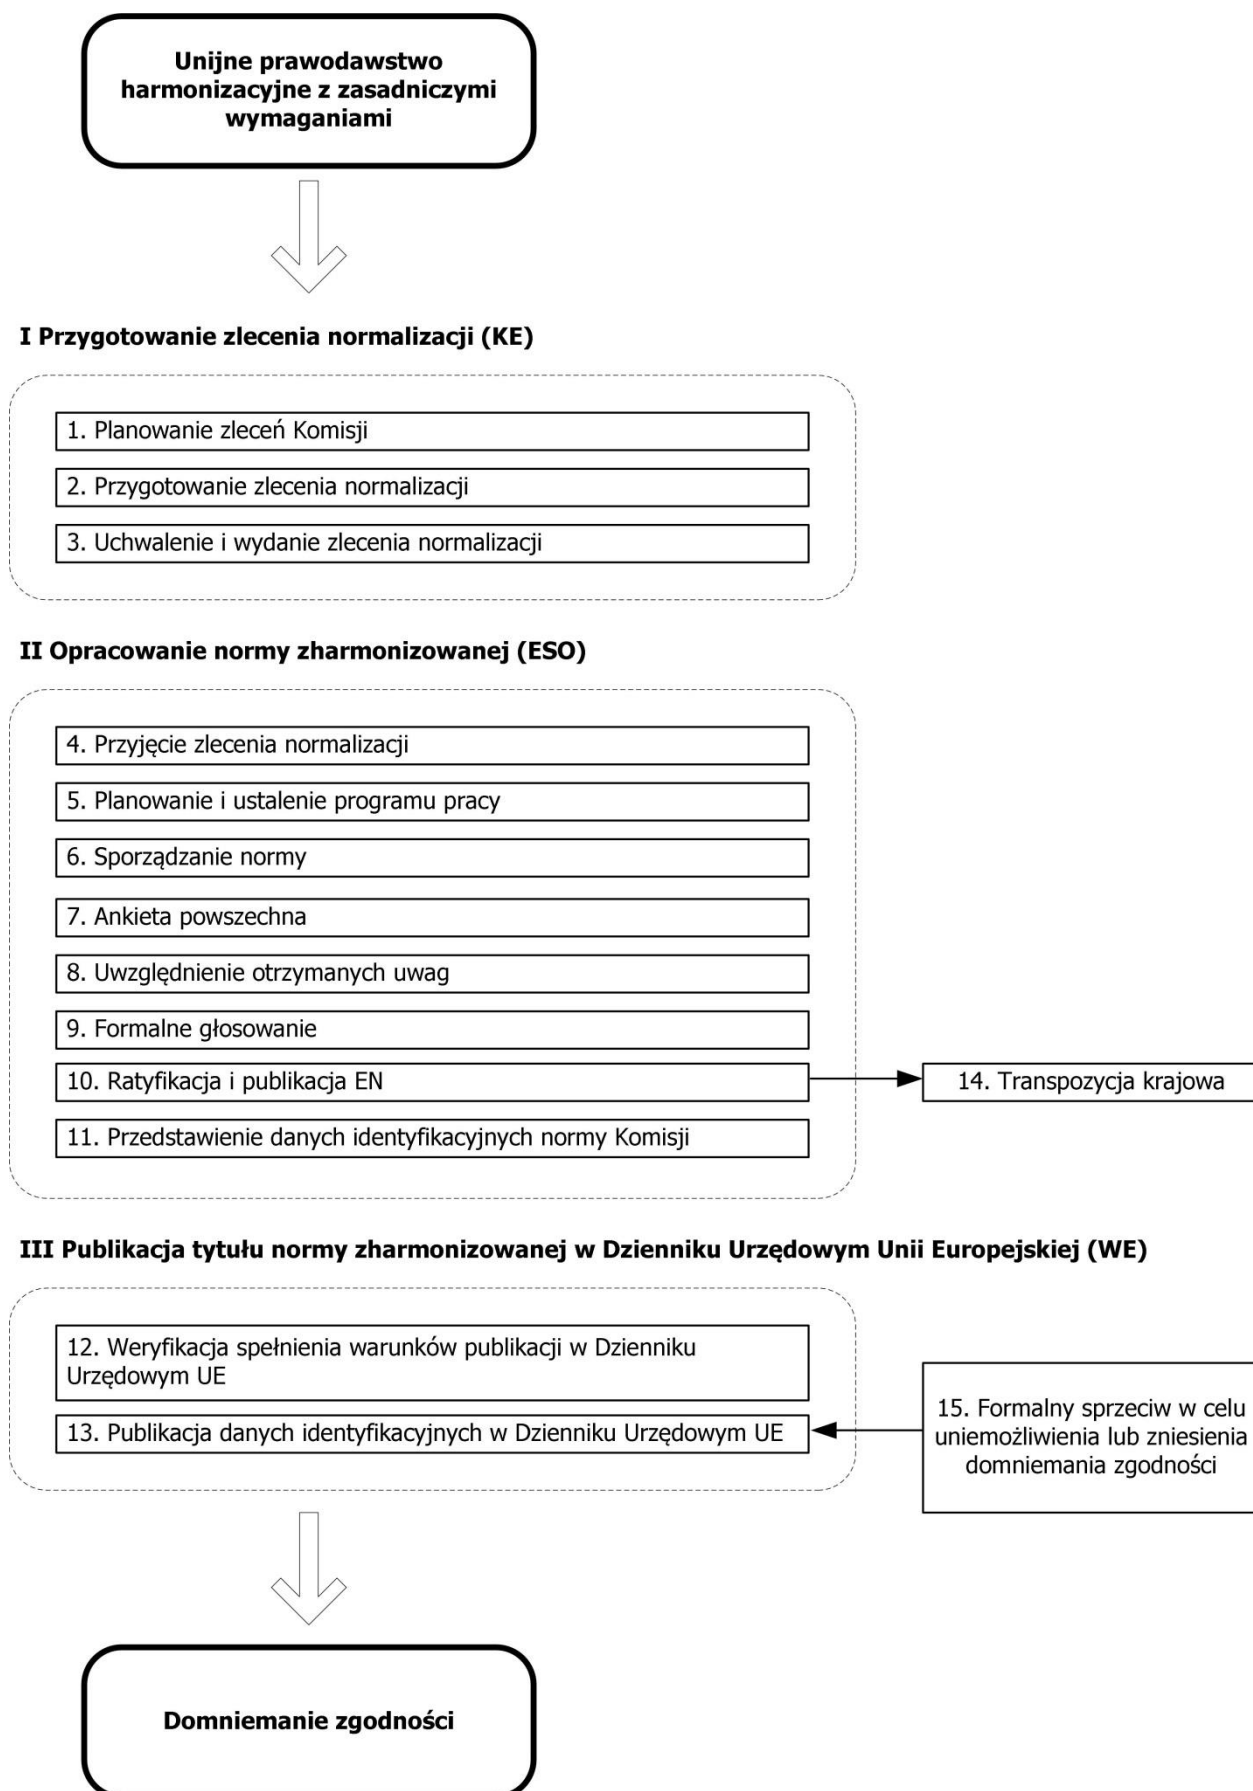 Unijne prawodawstwo
harmonizacyjne z zasadniczymi
wymaganiami
I Przygotowanie zlecenia normalizacji (KE)
1. Planowanie zleceń Komisji
2. Przygotowanie zlecenia normalizacji
3. Uchwalenie i wydanie zlecenia normalizacji
II Opracowanie normy zharmonizowanej (ESO)
4. Przyjęcie zlecenia normalizacji
5. Planowanie i ustalenie programu pracy
6. Sporządzanie normy
7. Ankieta powszechna
8. Uwzględnienie otrzymanych uwag
9. Formalne głosowanie
10. Ratyfikacja i publikacja EN
14. Transpozycja krajowa
11. Przedstawienie danych identyfikacyjnych normy Komisji
III Publikacja tytułu normy zharmonizowanej w Dzienniku Urzędowym Unii Europejskiej (WE)
12. Weryfikacja spełnienia warunków publikacji w Dzienniku
Urzędowym UE
13. Publikacja danych identyfikacyjnych w Dzienniku Urzędowym UE
15. Formalny sprzeciw w celu
uniemożliwienia lub zniesienia
domniemania zgodności
Domniemanie zgodności